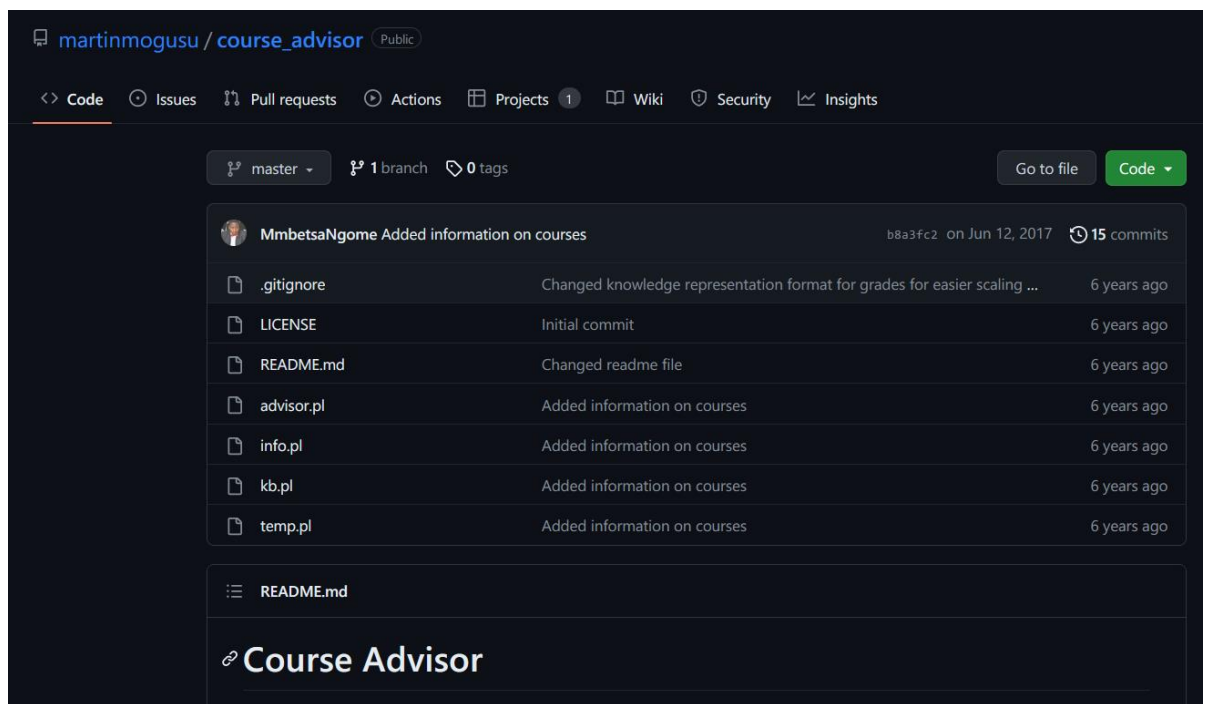 martinmogusu / course_advisor Public
Code Issues Pull requests Actions Projects 1 Wiki Security Insights
master 1 branch 0 tags Go to file Code
MmbetsaNgome Added information on courses b8a3fc2 on Jun 12, 2017 15 commits
.gitignore Changed knowledge representation format for grades for easier scaling ... 6 years ago
LICENSE Initial commit 6 years ago
README.md Changed readme file 6 years ago
advisor.pl Added information on courses 6 years ago
info.pl Added information on courses 6 years ago
kb.pl Added information on courses 6 years ago
temp.pl Added information on courses 6 years ago
README.md
Course Advisor